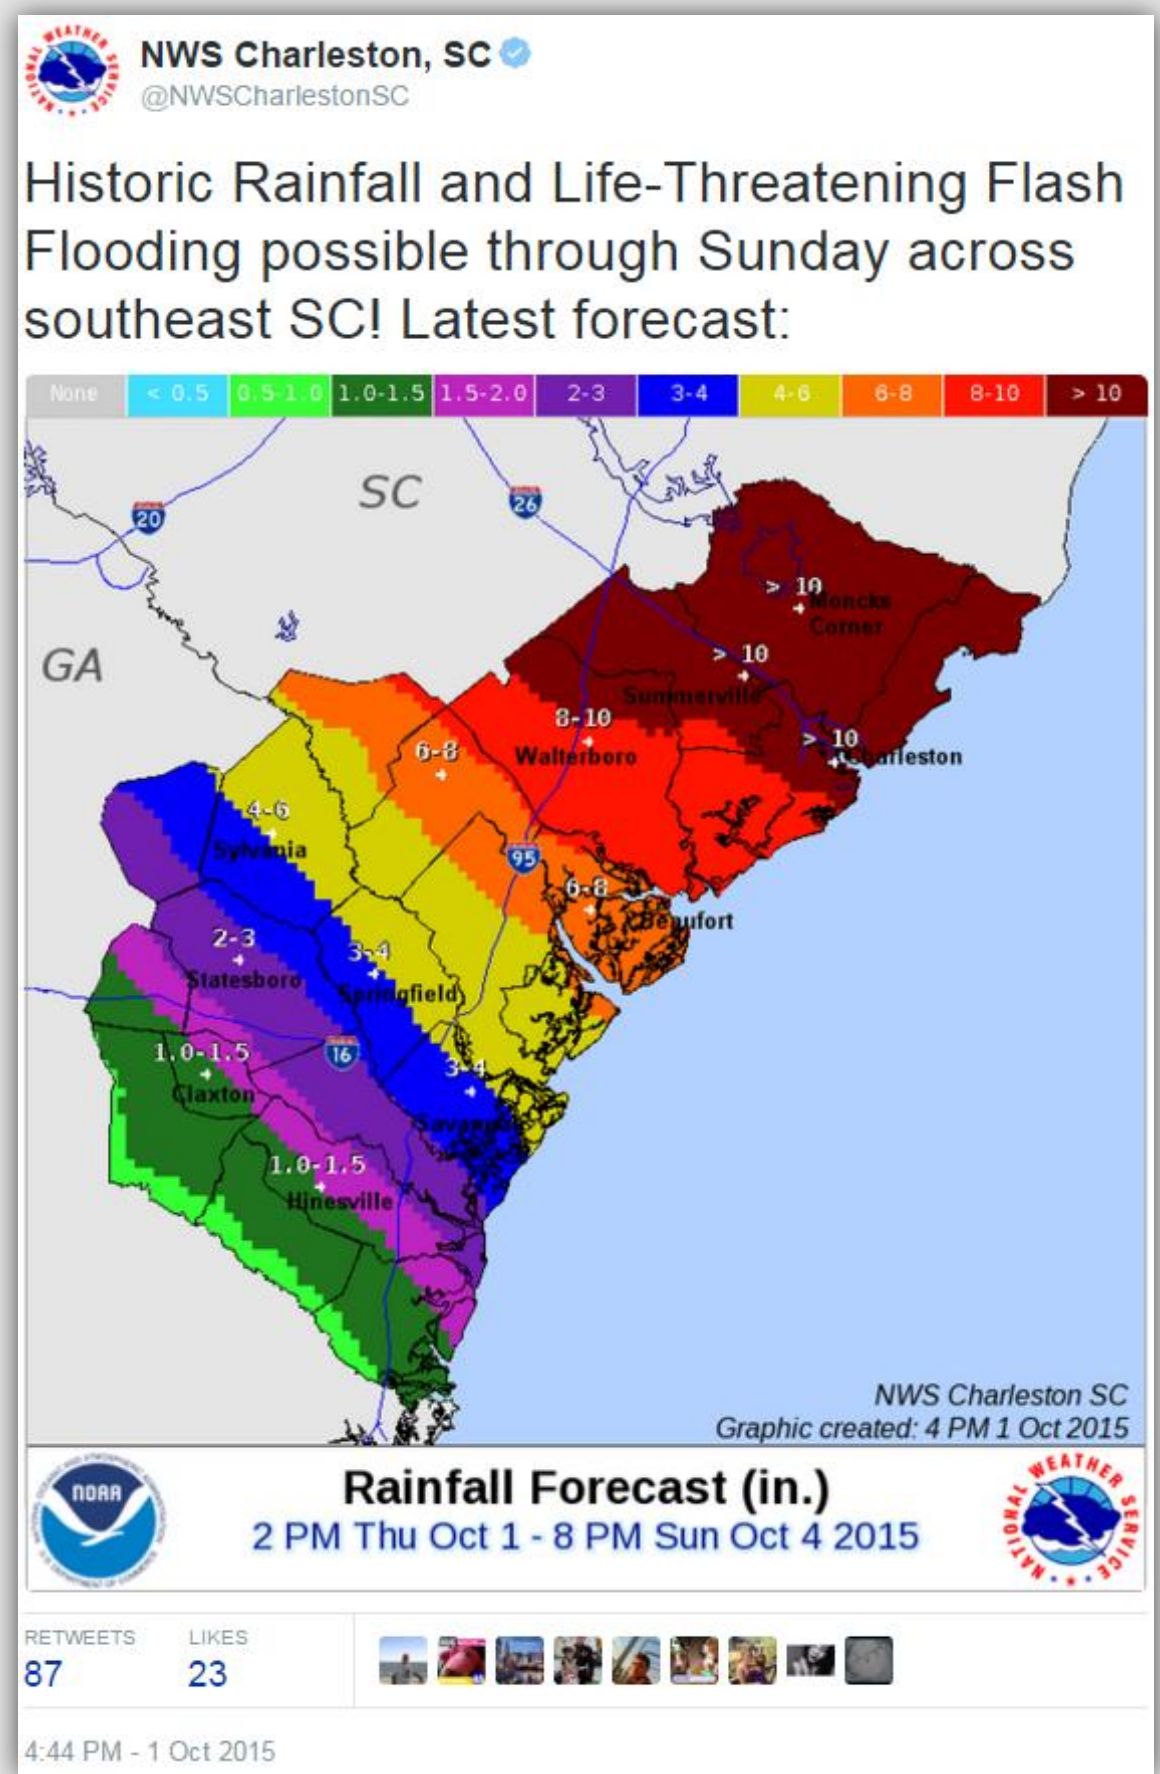 NWS Charleston, SC
@NWSCharlestonSC
Historic Rainfall and Life-Threatening Flash
Flooding possible through Sunday across
southeast SC! Latest forecast:
None < 0.5 0.5-1.0 1.0-1.5 1.5-2.0 2-3 3-4 4-6 6-8 8-10 > 10
SC
20
26
GA
> 10
Moncks
Corner
> 10
Summerville
8-10
Walterboro
> 10
Charleston
6-8
4-6
Sylvania
95
6-8
Beaufort
2-3
Statesboro
3-4
Springfield
16
1.0-1.5
Claxton
3-4
Savannah
1.0-1.5
Hinesville
NWS Charleston SC
Graphic created: 4 PM 1 Oct 2015
NOAA
Rainfall Forecast (in.)
2 PM Thu Oct 1 - 8 PM Sun Oct 4 2015
NATIONAL WEATHER SERVICE
RETWEETS LIKES
87 23
4:44 PM - 1 Oct 2015